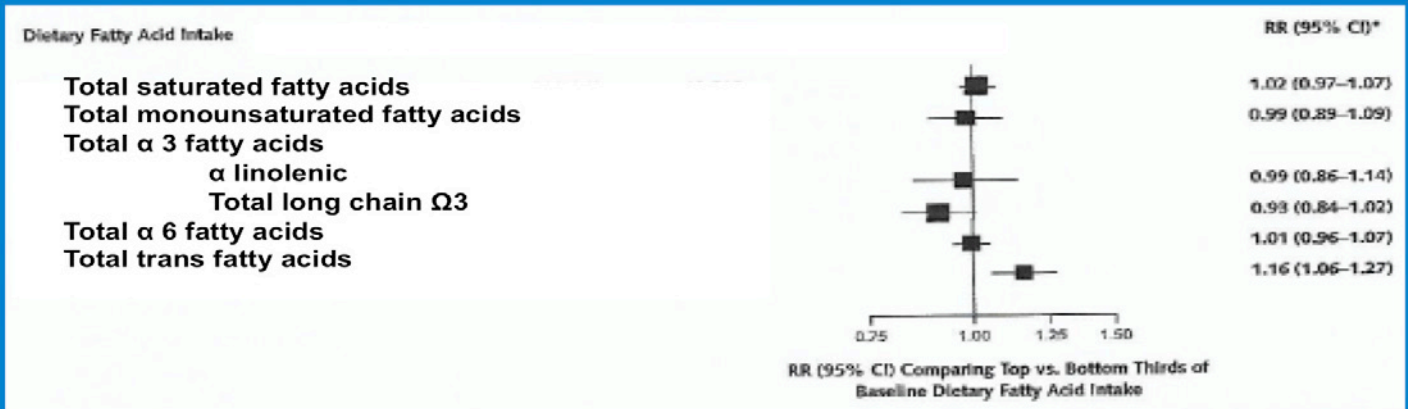 Dietary Fatty Acid Intake RR (95% CI)*
Total saturated fatty acids 1.02 (0.97–1.07)
Total monounsaturated fatty acids 0.99 (0.89–1.09)
Total α 3 fatty acids
α linolenic 0.99 (0.86–1.14)
Total long chain Ω3 0.93 (0.84–1.02)
Total α 6 fatty acids 1.01 (0.96–1.07)
Total trans fatty acids 1.16 (1.06–1.27)
0.75 1.00 1.25 1.50
RR (95% CI) Comparing Top vs. Bottom Thirds of
Baseline Dietary Fatty Acid Intake